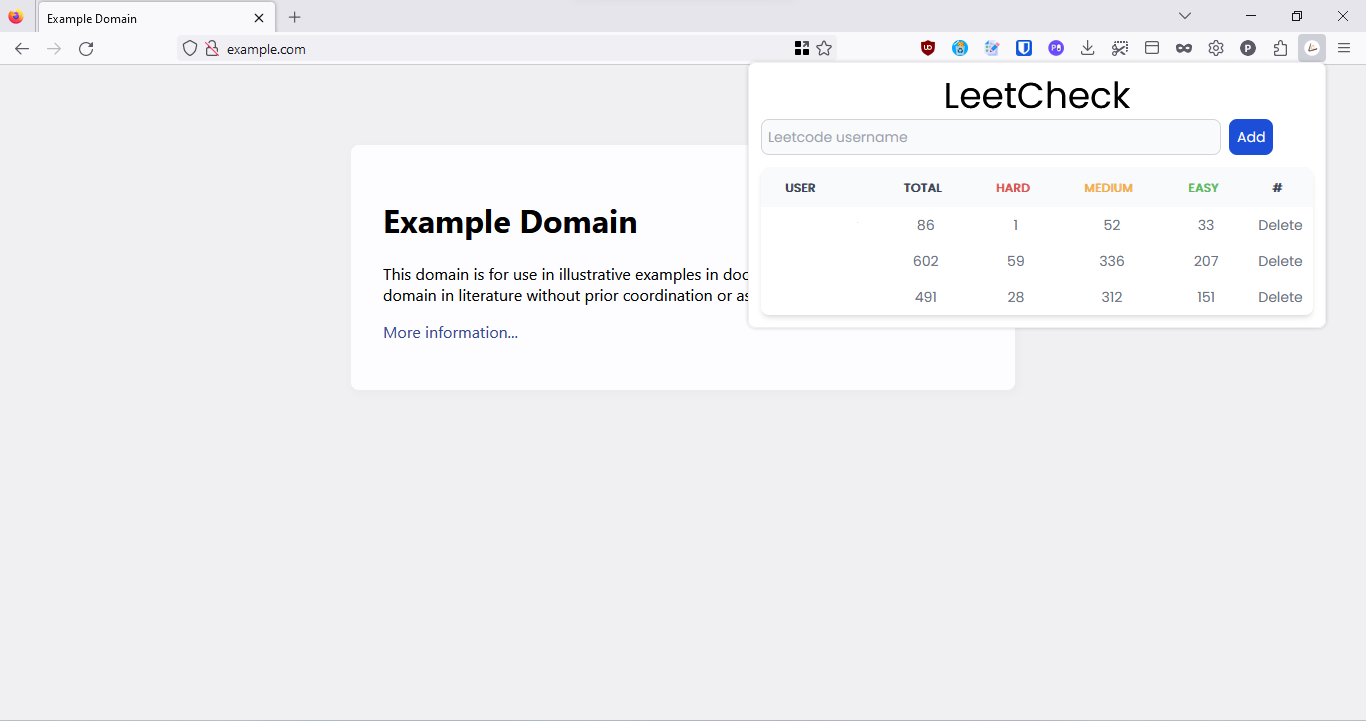 Example Domain
example.com
LeetCheck
Leetcode username
Add
USER TOTAL HARD MEDIUM EASY #
86 1 52 33 Delete
602 59 336 207 Delete
491 28 312 151 Delete
Example Domain
This domain is for use in illustrative examples in doc
domain in literature without prior coordination or as
More information...